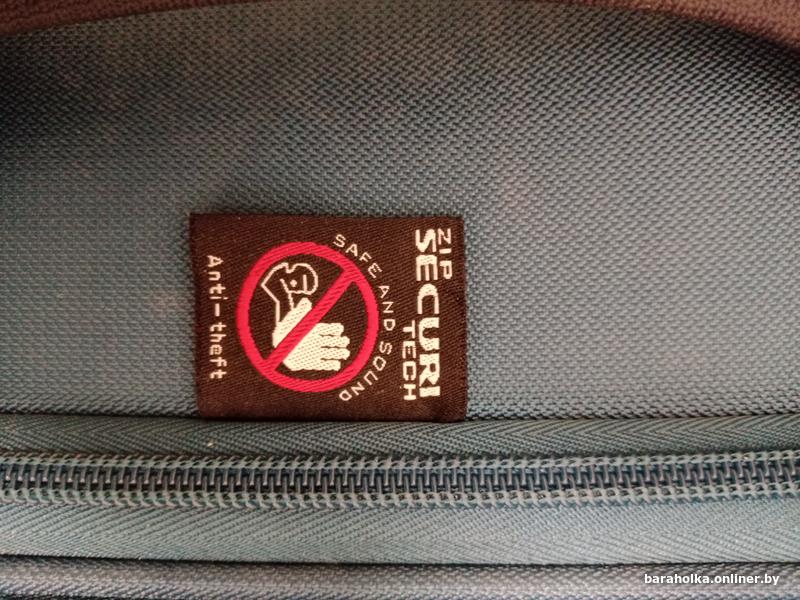 ZIP
SECURI
TECH
SAFE AND SOUND
Anti-theft
baraholka.onliner.by